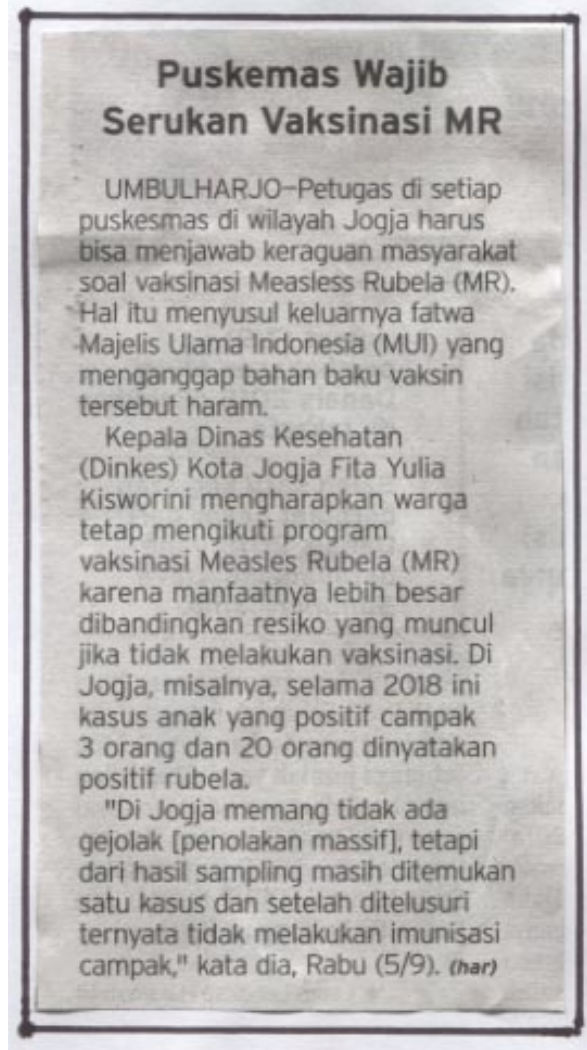 Puskemas Wajib
Serukan Vaksinasi MR
UMBULHARJO—Petugas di setiap
puskesmas di wilayah Jogja harus
bisa menjawab keraguan masyarakat
soal vaksinasi Measless Rubela (MR).
Hal itu menyusul keluarnya fatwa
Majelis Ulama Indonesia (MUI) yang
menganggap bahan baku vaksin
tersebut haram.
Kepala Dinas Kesehatan
(Dinkes) Kota Jogja Fita Yulia
Kisworini mengharapkan warga
tetap mengikuti program
vaksinasi Measles Rubela (MR)
karena manfaatnya lebih besar
dibandingkan resiko yang muncul
jika tidak melakukan vaksinasi. Di
Jogja, misalnya, selama 2018 ini
kasus anak yang positif campak
3 orang dan 20 orang dinyatakan
positif rubela.
"Di Jogja memang tidak ada
gejolak [penolakan massif], tetapi
dari hasil sampling masih ditemukan
satu kasus dan setelah ditelusuri
ternyata tidak melakukan imunisasi
campak," kata dia, Rabu (5/9). (har)